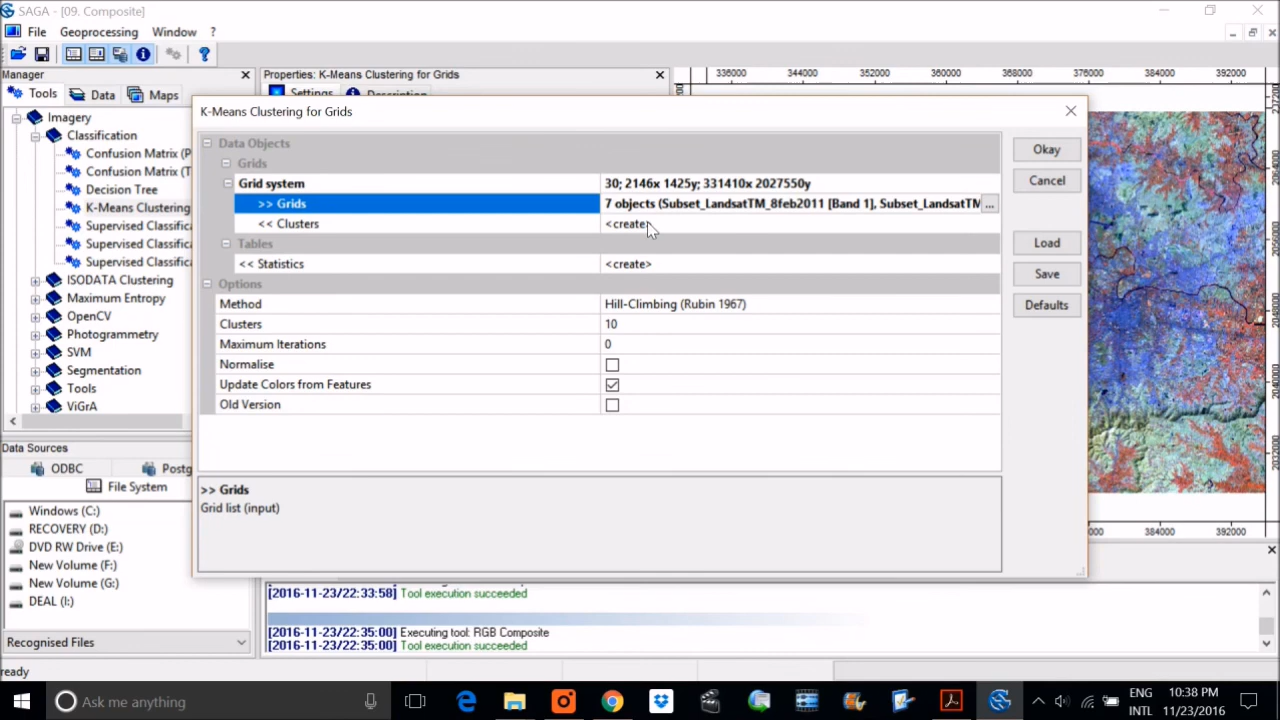 SAGA - [09. Composite]
File Geoprocessing Window ?
Manager
Tools Data Maps
Imagery
Classification
Confusion Matrix (P
Confusion Matrix (T
Decision Tree
K-Means Clustering
Supervised Classifica
Supervised Classifica
Supervised Classifica
ISODATA Clustering
Maximum Entropy
OpenCV
Photogrammetry
SVM
Segmentation
Tools
ViGrA
Data Sources
ODBC Postg
File System
Windows (C:)
RECOVERY (D:)
DVD RW Drive (E:)
New Volume (F:)
New Volume (G:)
DEAL (I:)
Recognised Files
Properties: K-Means Clustering for Grids
Settings Description
336000 344000 352000 360000 368000 376000 384000 392000
K-Means Clustering for Grids
Data Objects
Grids
Grid system 30; 2146x 1425y; 331410x 2027550y
>> Grids 7 objects (Subset_LandsatTM_8feb2011 [Band 1], Subset_LandsatTM ...
<< Clusters <create>
Tables
<< Statistics <create>
Options
Method Hill-Climbing (Rubin 1967)
Clusters 10
Maximum Iterations 0
Normalise
Update Colors from Features
Old Version
>> Grids
Grid list (input)
Okay
Cancel
Load
Save
Defaults
2064000
2056000
2048000
2040000
2032000
384000 392000
[2016-11-23/22:33:58] Tool execution succeeded
[2016-11-23/22:35:00] Executing tool: RGB Composite
[2016-11-23/22:35:00] Tool execution succeeded
ready
Ask me anything
ENG
INTL
10:38 PM
11/23/2016